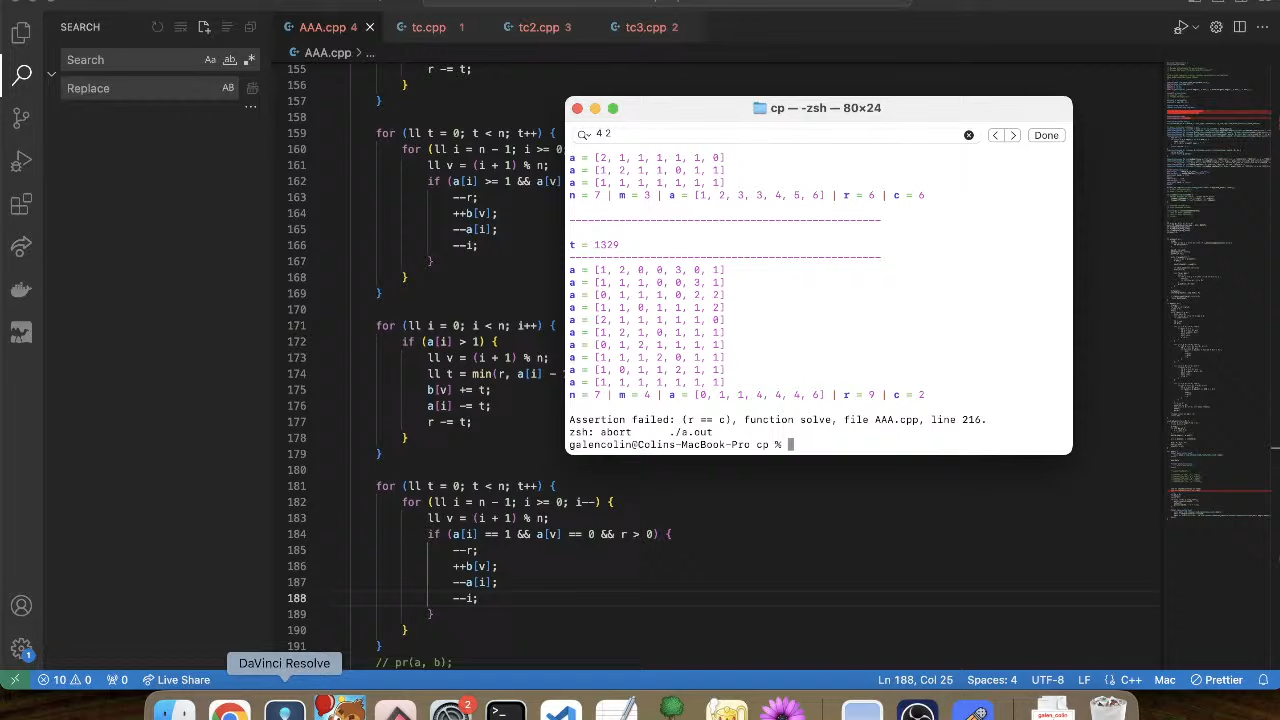 SEARCH
AAA.cpp 4
tc.cpp 1
tc2.cpp 3
tc3.cpp 2
Search
Aa ab
Replace
AB
AAA.cpp > ...
155 r -= t;
156 }
157 }
158
159 for (ll t = 0;
160 for (ll i =
161 ll v =
162 if (a[i
163 --r;
164 ++b[v];
165 --a[i];
166 --i;
167 }
168 }
169 }
170
171 for (ll i = 0; i < n; i++) {
172 if (a[i] > 1) {
173 ll v = (i
174 ll t = min(r, a[i] -
175 b[v] += t;
176 a[i] -= t;
177 r -= t;
178 }
179 }
180
181 for (ll t = 0;
182 for (ll i = n - 1; i >= 0; i--) {
183 ll v = (i + 1) % n;
184 if (a[i] == 1 && a[v] == 0 && r > 0) {
185 --r;
186 ++b[v];
187 --a[i];
188 --i;
189 }
190 }
191 }
// pr(a, b);
cp — -zsh — 80×24
4 2
Done
a = [2, 1, 1, 1, 1, 1, 0]
a = [1, 2, 1, 1, 0, 1, 1]
a = [1, 1, 1, 1, 1, 1, 1]
n = 7 | m = 3 | a = [1, 2, 3, 3, 4, 5, 6] | r = 6 | c = 6
t = 1329
a = [1, 2, 0, 0, 3, 0, 1]
a = [1, 1, 1, 0, 0, 3, 1]
a = [0, 1, 1, 1, 0, 2, 2]
a = [1, 1, 0, 1, 1, 1, 2]
a = [2, 1, 1, 1, 1, 1, 0]
a = [1, 2, 1, 1, 0, 1, 1]
a = [0, 1, 2, 1, 1, 1, 1]
a = [1, 1, 1, 2, 0, 1, 1]
a = [1, 0, 1, 1, 2, 1, 1]
a = [1, 1, 1, 1, 1, 1, 1]
n = 7 | m = 4 | a = [0, 1, 1, 4, 4, 4, 6] | r = 9 | c = 2
Assertion failed: (r == c), function solve, file AAA.cpp, line 216.
zsh: abort ./a.out
galencolin@Colins-MacBook-Pro cp %
DaVinci Resolve
1
10 0
0
Live Share
Ln 188, Col 25
Spaces: 4
UTF-8
LF
{} C++
Mac
Prettier
2
galen_colin